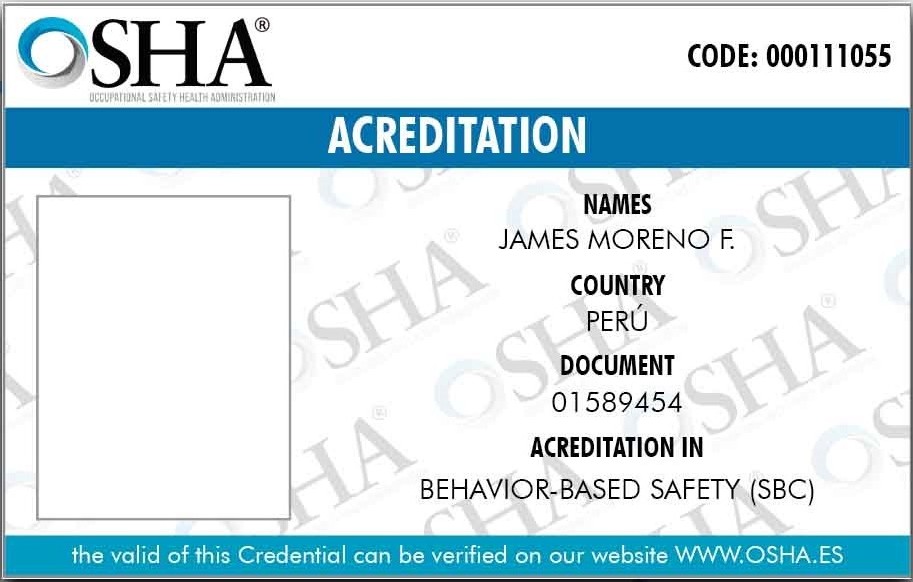 OSHA®
OCCUPATIONAL SAFETY HEALTH ADMINISTRATION
CODE: 000111055
ACREDITATION
NAMES
JAMES MORENO F.
COUNTRY
PERÚ
DOCUMENT
01589454
ACREDITATION IN
BEHAVIOR-BASED SAFETY (SBC)
the valid of this Credential can be verified on our website WWW.OSHA.ES